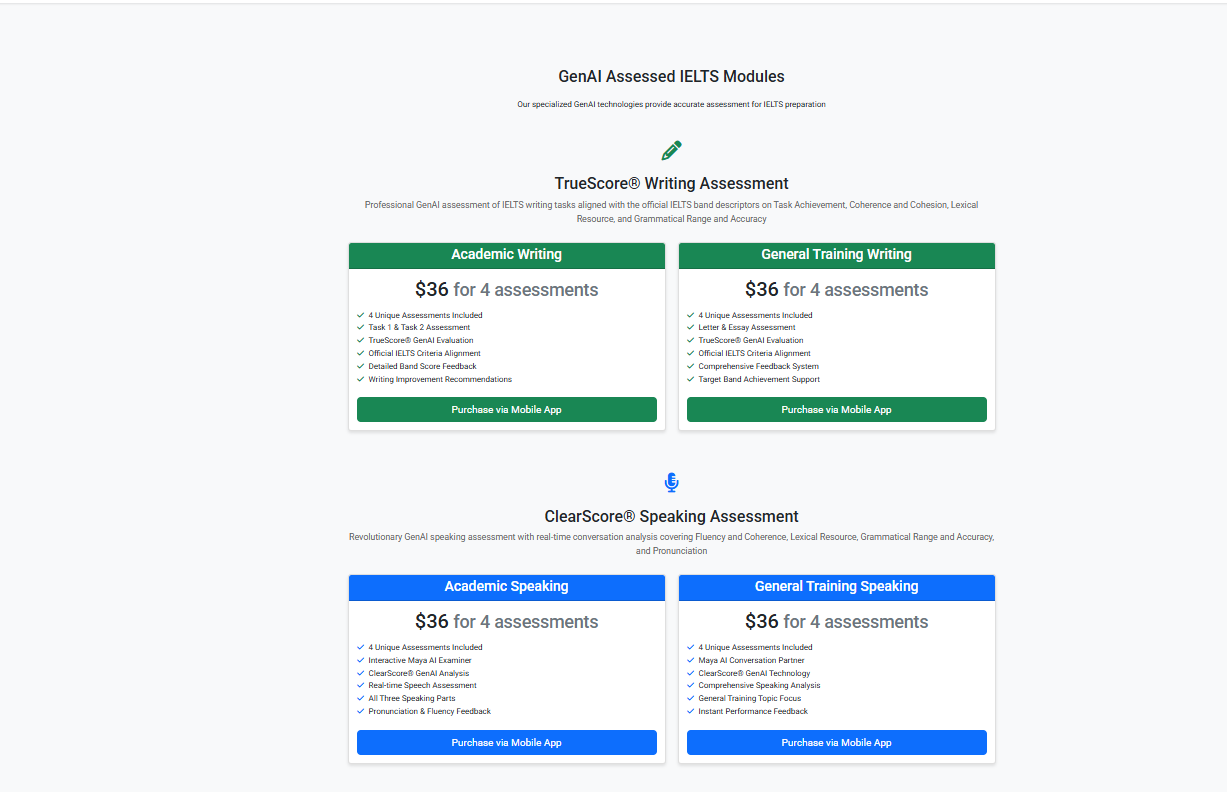 GenAI Assessed IELTS Modules
Our specialized GenAI technologies provide accurate assessment for IELTS preparation
TrueScore® Writing Assessment
Professional GenAI assessment of IELTS writing tasks aligned with the official IELTS band descriptors on Task Achievement, Coherence and Cohesion, Lexical
Resource, and Grammatical Range and Accuracy
Academic Writing
$36 for 4 assessments
4 Unique Assessments Included
Task 1 & Task 2 Assessment
TrueScore® GenAI Evaluation
Official IELTS Criteria Alignment
Detailed Band Score Feedback
Writing Improvement Recommendations
Purchase via Mobile App
General Training Writing
$36 for 4 assessments
4 Unique Assessments Included
Letter & Essay Assessment
TrueScore® GenAI Evaluation
Official IELTS Criteria Alignment
Comprehensive Feedback System
Target Band Achievement Support
Purchase via Mobile App
ClearScore® Speaking Assessment
Revolutionary GenAI speaking assessment with real-time conversation analysis covering Fluency and Coherence, Lexical Resource, Grammatical Range and Accuracy,
and Pronunciation
Academic Speaking
$36 for 4 assessments
4 Unique Assessments Included
Interactive Maya AI Examiner
ClearScore® GenAI Analysis
Real-time Speech Assessment
All Three Speaking Parts
Pronunciation & Fluency Feedback
Purchase via Mobile App
General Training Speaking
$36 for 4 assessments
4 Unique Assessments Included
Maya AI Conversation Partner
ClearScore® GenAI Technology
Comprehensive Speaking Analysis
General Training Topic Focus
Instant Performance Feedback
Purchase via Mobile App